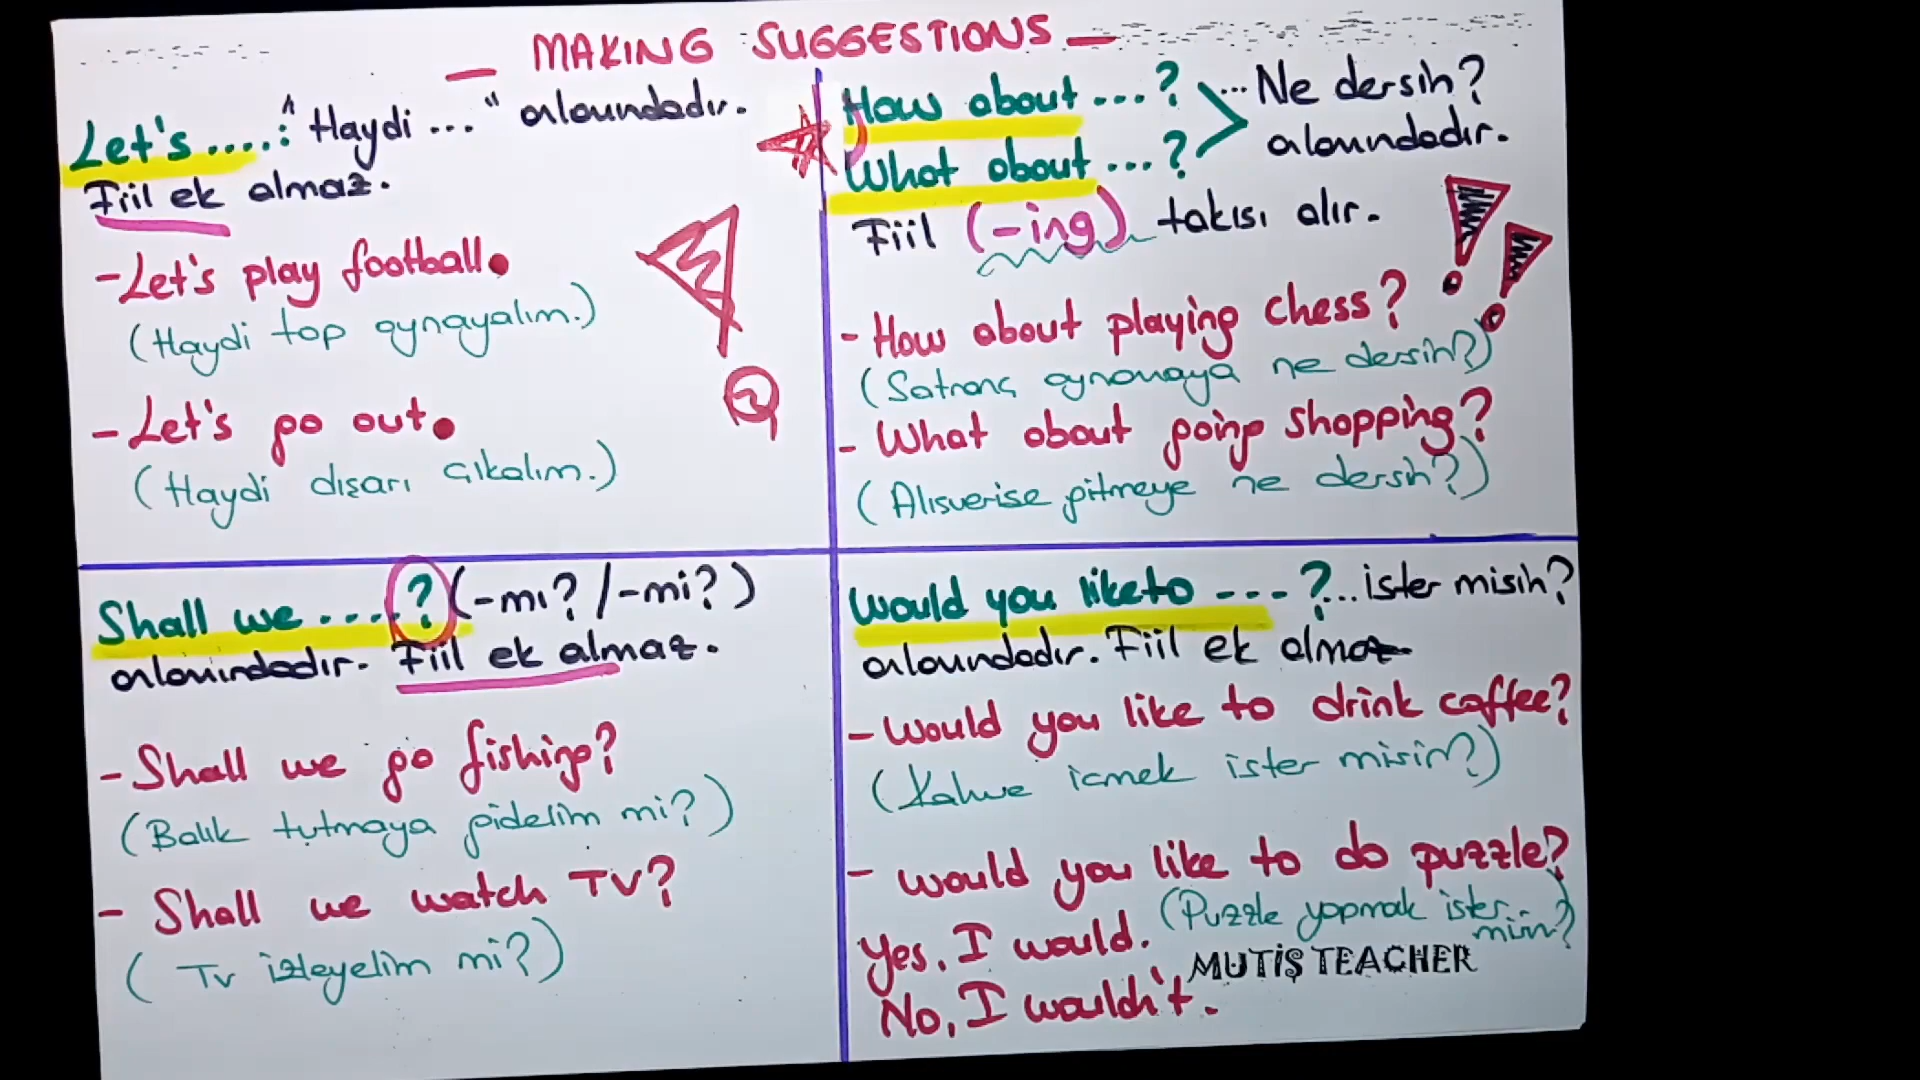 MAKING SUGGESTIONS
Let's ....: "Haydi ..." anlamındadır.
Fiil ek almaz.
- Let's play football.
(Haydi top oynayalım.)
- Let's go out.
(Haydi dışarı çıkalım.)
How about ...?
What about ...?
... Ne dersin?
anlamındadır.
Fiil (-ing) takısı alır.
- How about playing chess?
(Satranç oynamaya ne dersin?)
- What about going shopping?
(Alısverise gitmeye ne dersin?)
Shall we ....? (-mı? / -mi?)
anlamındadır. Fiil ek almaz.
- Shall we go fishing?
(Balık tutmaya gidelim mi?)
- Shall we watch TV?
(Tv izleyelim mi?)
Would you like to ---? ... ister misin?
anlamındadır. Fiil ek almaz
- Would you like to drink coffee?
(Kahve icmek ister misin?)
- would you like to do puzzle?
(Puzzle yapmak ister misin?)
Yes, I would.
No, I wouldn't.
MUTİŞ TEACHER